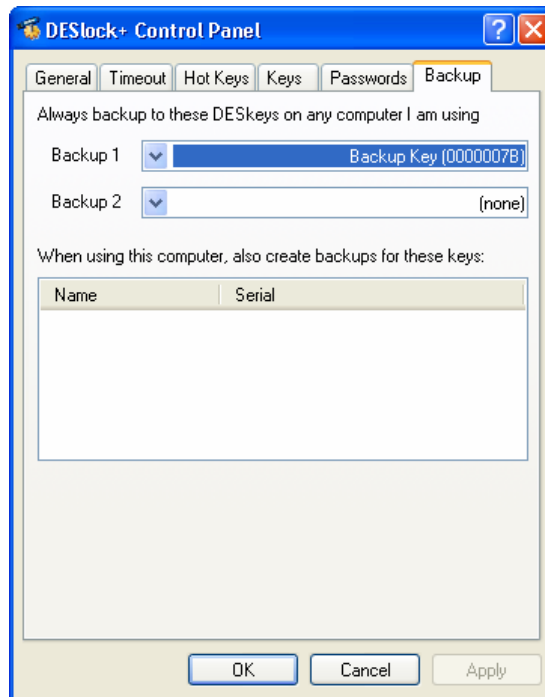 DESlock+ Control Panel
General Timeout Hot Keys Keys Passwords Backup
Always backup to these DESkeys on any computer I am using
Backup 1 Backup Key (0000007B)
Backup 2 (none)
When using this computer, also create backups for these keys:
Name Serial
OK Cancel Apply